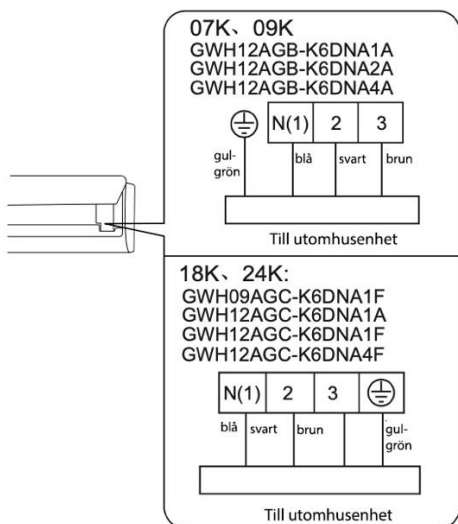 07K、09K
GWH12AGB-K6DNA1A
GWH12AGB-K6DNA2A
GWH12AGB-K6DNA4A
N(1) 2 3
gul-
grön
blå svart brun
Till utomhusenhet
18K、24K:
GWH09AGC-K6DNA1F
GWH12AGC-K6DNA1A
GWH12AGC-K6DNA1F
GWH12AGC-K6DNA4F
N(1) 2 3
blå svart brun gul-
grön
Till utomhusenhet